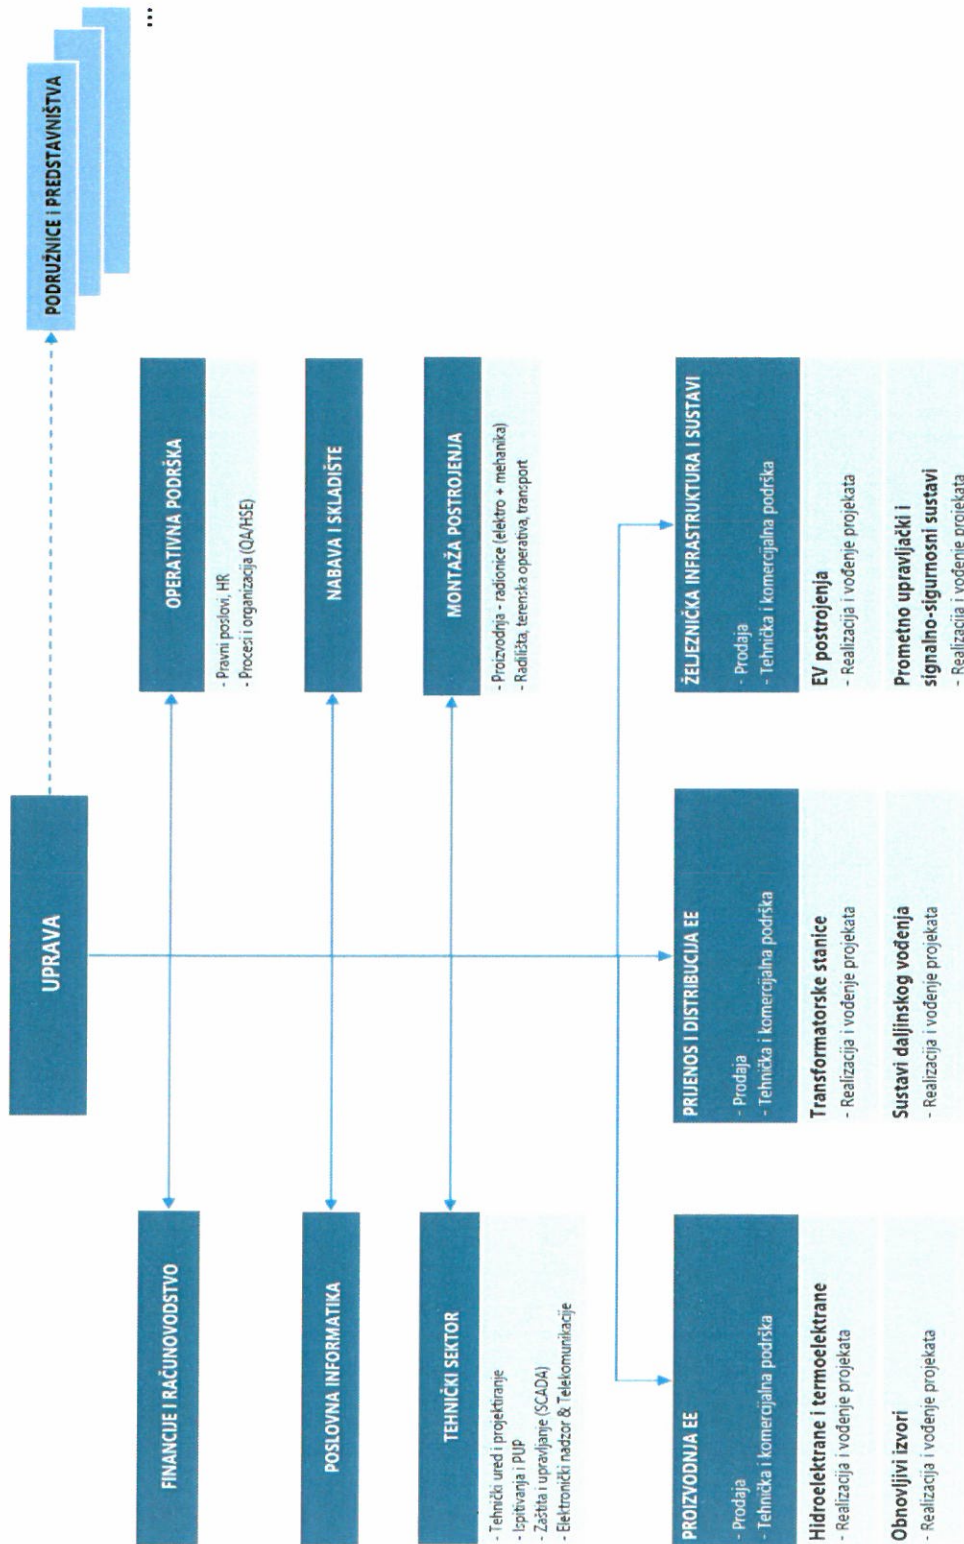 UPRAVA
PODRUŽNICE I PREDSTAVNIŠTVA
...
FINANCIJE I RAČUNOVODSTVO
OPERATIVNA PODRŠKA
- Pravni poslovi, HR
- Procesi i organizacija (QA/HSE)
POSLOVNA INFORMATIKA
NABAVA I SKLADIŠTE
TEHNIČKI SEKTOR
- Tehnički ured i projektiranje
- Ispitivanja i PUP
- Zaštita i upravljanje (SCADA)
- Elektronički nadzor & Telekomunikacije
MONTAŽA POSTROJENJA
- Proizvodnja - radionice (elektro + mehanika)
- Radilišta, terenska operativa, transport
PROIZVODNJA EE
- Prodaja
- Tehnička i komercijalna podrška
Hidroelektrane i termoelektrane
- Realizacija i vođenje projekata
Obnovljivi izvori
- Realizacija i vođenje projekata
PRIJENOS I DISTRIBUCIJA EE
- Prodaja
- Tehnička i komercijalna podrška
Transformatorske stanice
- Realizacija i vođenje projekata
Sustavi daljinskog vođenja
- Realizacija i vođenje projekata
ŽELJEZNIČKA INFRASTRUKTURA I SUSTAVI
- Prodaja
- Tehnička i komercijalna podrška
EV postrojenja
- Realizacija i vođenje projekata
Prometno upravljački i
signalno-sigurnosni sustavi
- Realizacija i vođenje projekata